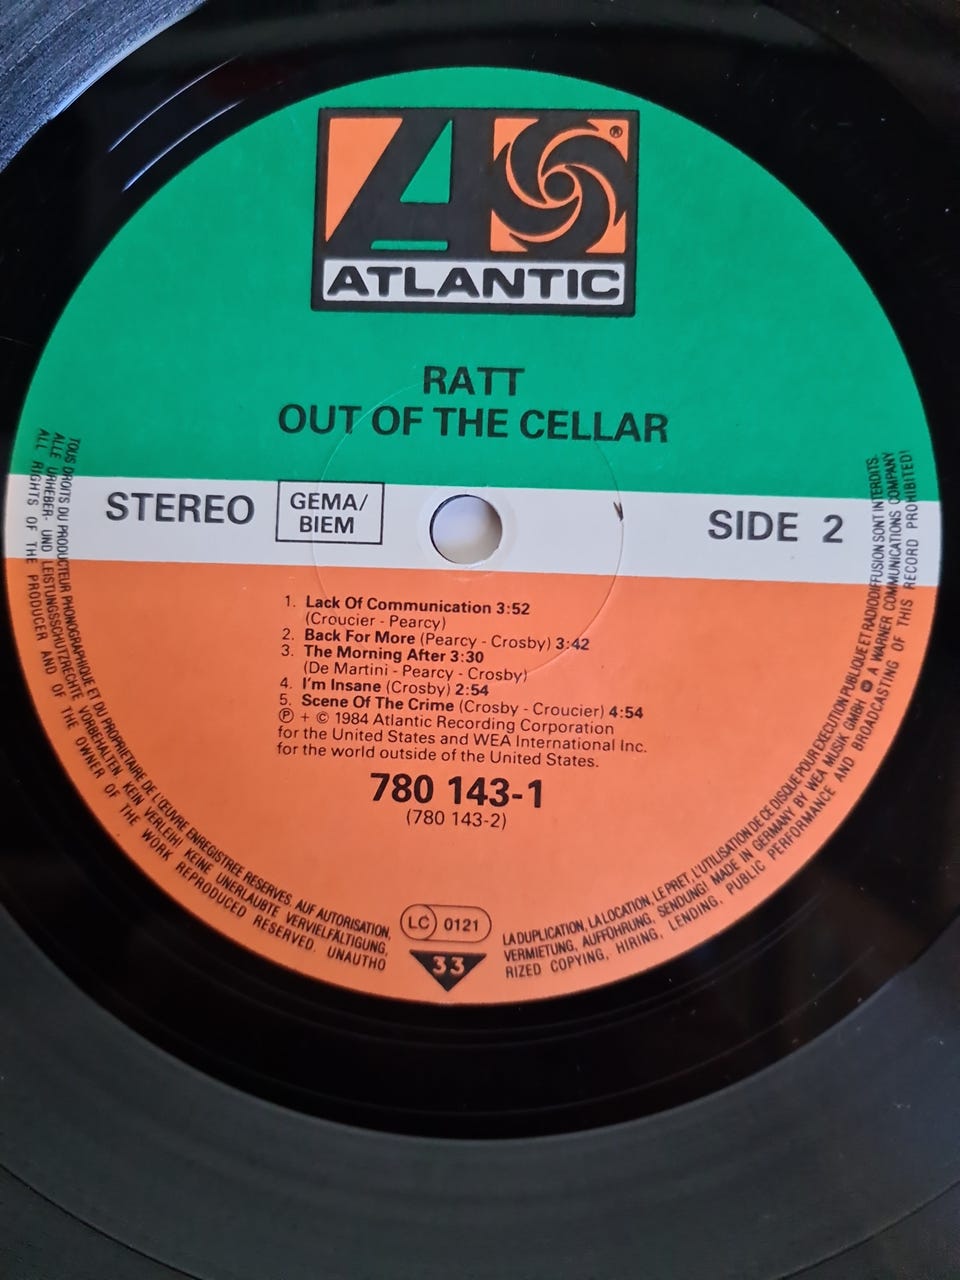 ®
ATLANTIC
RATT
OUT OF THE CELLAR
STEREO
GEMA/
BIEM
SIDE 2
1. Lack Of Communication 3:52
(Croucier - Pearcy)
2. Back For More (Pearcy - Crosby) 3:42
3. The Morning After 3:30
(De Martini - Pearcy - Crosby)
4. I'm Insane (Crosby) 2:54
5. Scene Of The Crime (Crosby - Croucier) 4:54
℗ + © 1984 Atlantic Recording Corporation
for the United States and WEA International Inc.
for the world outside of the United States.
780 143-1
(780 143-2)
LC 0121
33
TOUS DROITS DU PRODUCTEUR PHONOGRAPHIQUE ET DU PROPRIETAIRE DE L'ŒUVRE ENREGISTREE RESERVES. AUF AUTORISATION,
ALLE URHEBER- UND LEISTUNGSSCHUTZRECHTE VORBEHALTEN. KEIN VERLEIH! KEINE UNERLAUBTE VERVIELFÄLTIGUNG,
ALL RIGHTS OF THE PRODUCER AND OF THE OWNER OF THE WORK REPRODUCED RESERVED. UNAUTHO
LA DUPLICATION, LA LOCATION, LE PRET, L'UTILISATION DE CE DISQUE POUR EXECUTION PUBLIQUE ET RADIODIFFUSION SONT INTERDITS.
VERMIETUNG, AUFFÜHRUNG, SENDUNG! MADE IN GERMANY BY WEA MUSIK GMBH. A WARNER COMMUNICATIONS COMPANY
RIZED COPYING, HIRING, LENDING, PUBLIC PERFORMANCE AND BROADCASTING OF THIS RECORD PROHIBITED!